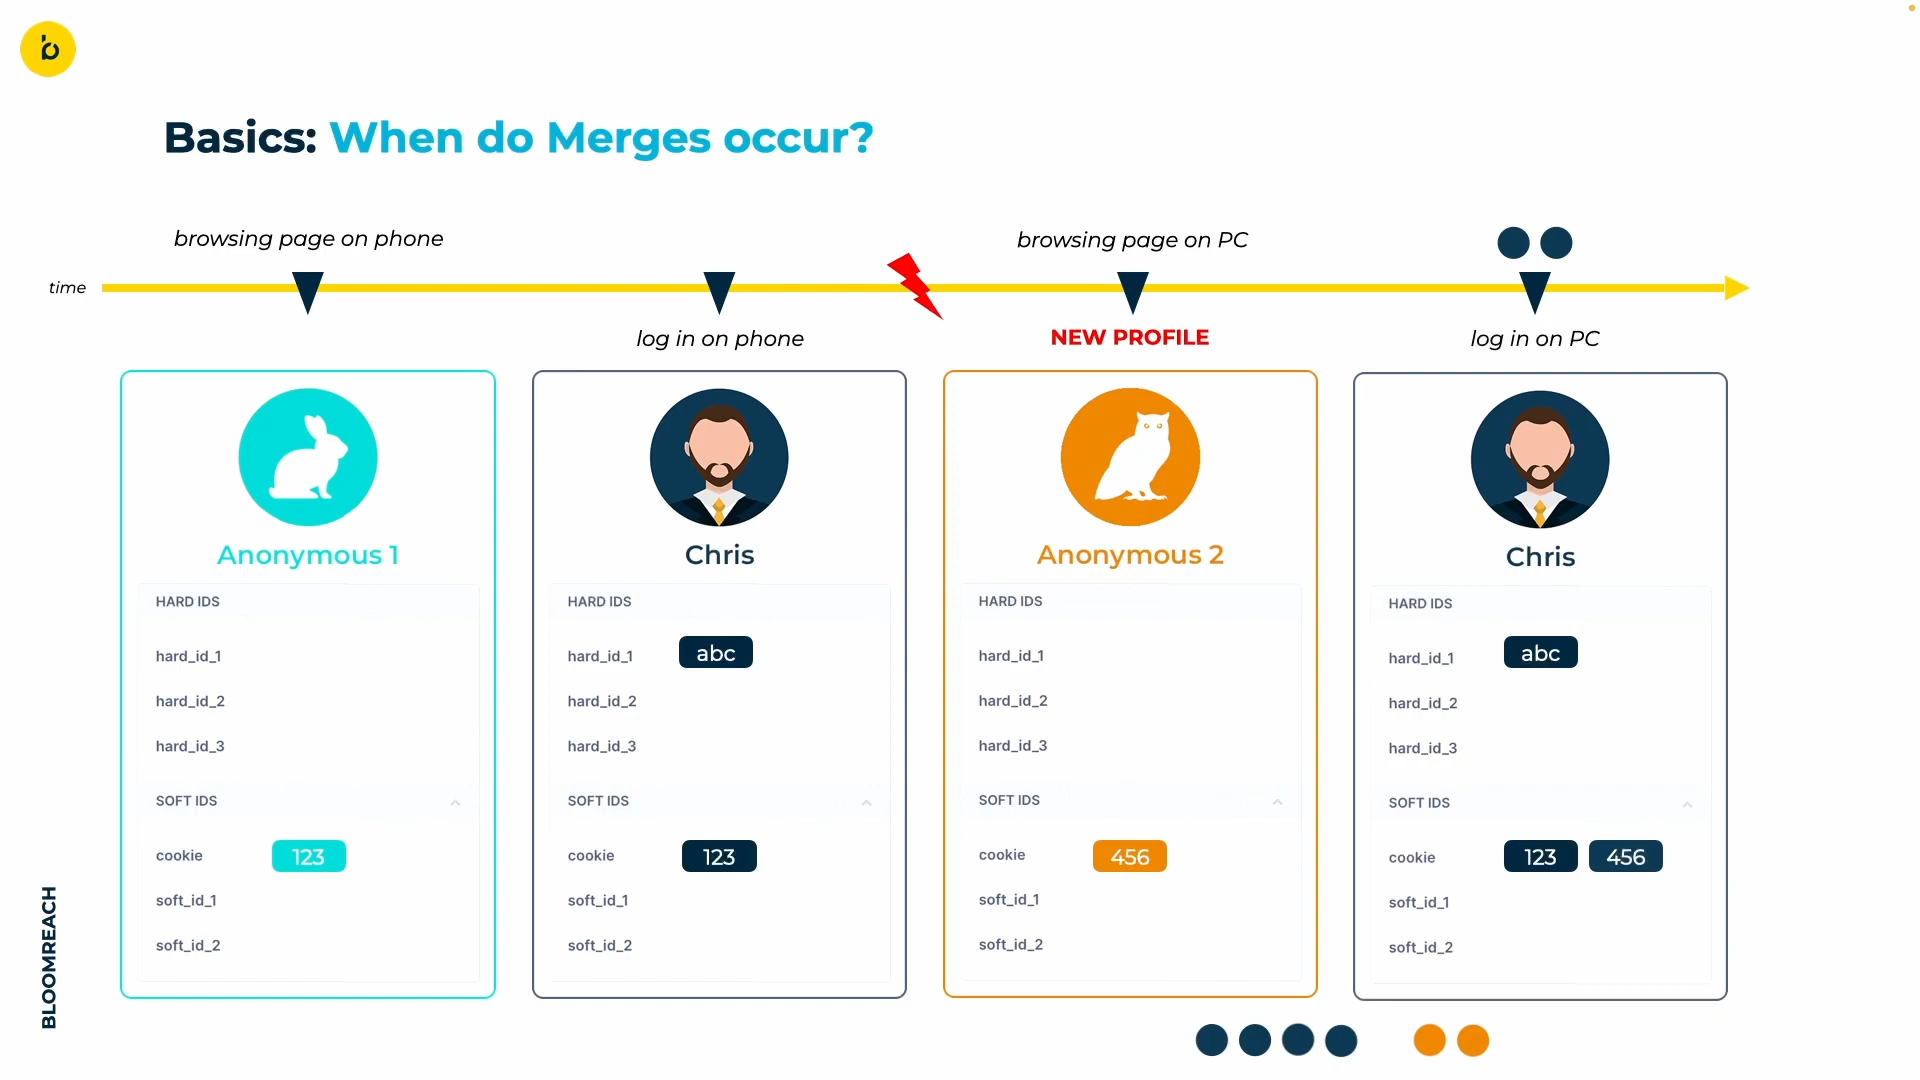 b
Basics: When do Merges occur?
browsing page on phone
browsing page on PC
time
log in on phone
NEW PROFILE
log in on PC
Anonymous 1
HARD IDS
hard_id_1
hard_id_2
hard_id_3
SOFT IDS
cookie 123
soft_id_1
soft_id_2
Chris
HARD IDS
hard_id_1 abc
hard_id_2
hard_id_3
SOFT IDS
cookie 123
soft_id_1
soft_id_2
Anonymous 2
HARD IDS
hard_id_1
hard_id_2
hard_id_3
SOFT IDS
cookie 456
soft_id_1
soft_id_2
Chris
HARD IDS
hard_id_1 abc
hard_id_2
hard_id_3
SOFT IDS
cookie 123 456
soft_id_1
soft_id_2
BLOOMREACH